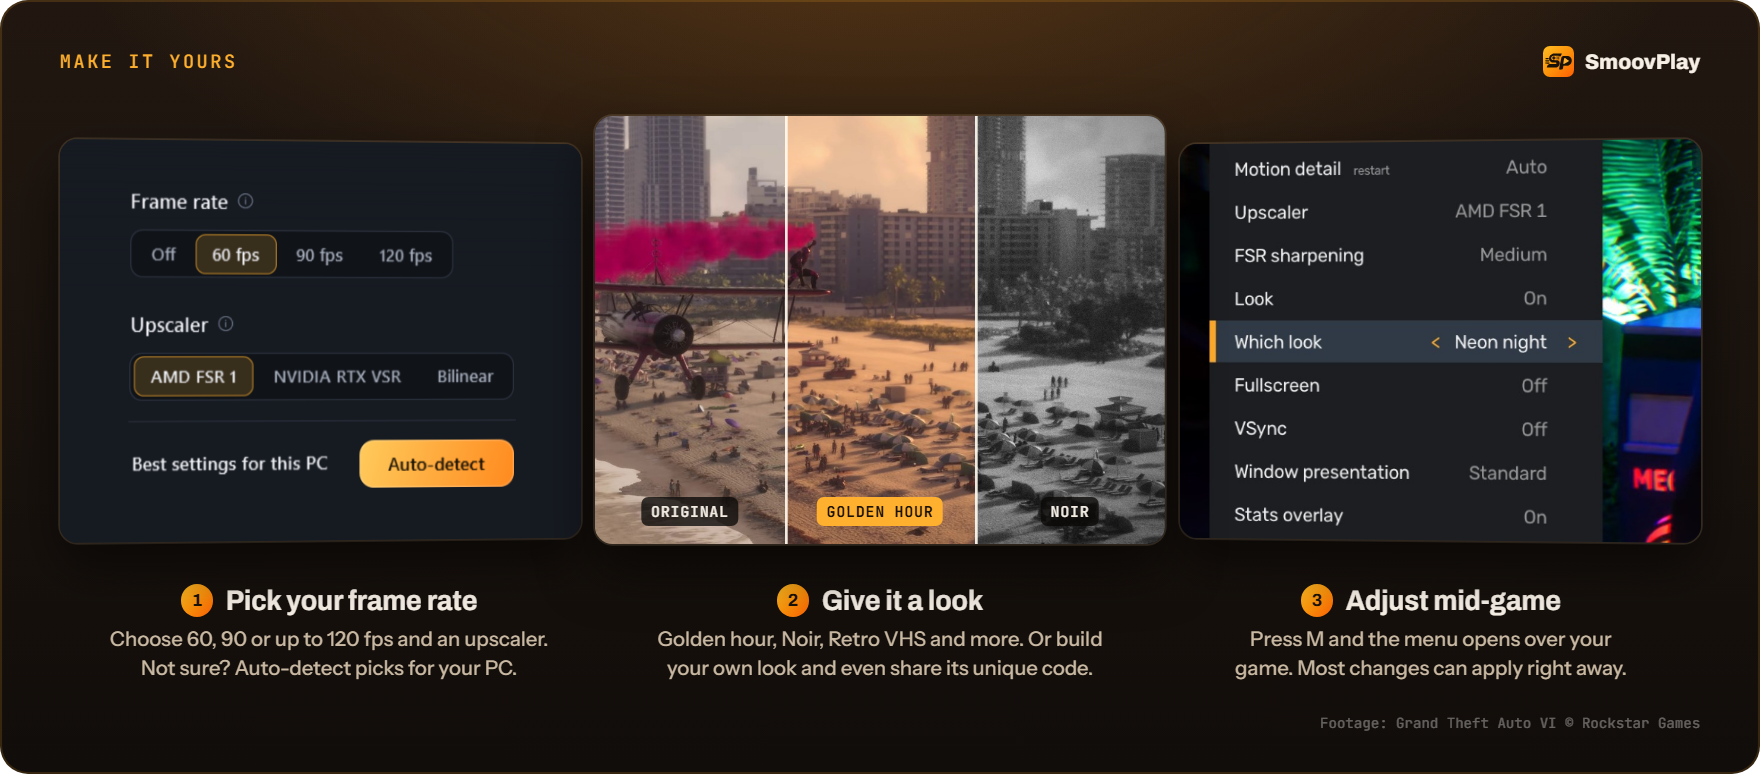 MAKE IT YOURS
SP SmoovPlay
Frame rate
Off 60 fps 90 fps 120 fps
Upscaler
AMD FSR 1 NVIDIA RTX VSR Bilinear
Best settings for this PC Auto-detect
ORIGINAL
GOLDEN HOUR
NOIR
Motion detail restart Auto
Upscaler AMD FSR 1
FSR sharpening Medium
Look On
Which look < Neon night >
Fullscreen Off
VSync Off
Window presentation Standard
Stats overlay On
1 Pick your frame rate
Choose 60, 90 or up to 120 fps and an upscaler.
Not sure? Auto-detect picks for your PC.
2 Give it a look
Golden hour, Noir, Retro VHS and more. Or build
your own look and even share its unique code.
3 Adjust mid-game
Press M and the menu opens over your
game. Most changes can apply right away.
Footage: Grand Theft Auto VI © Rockstar Games